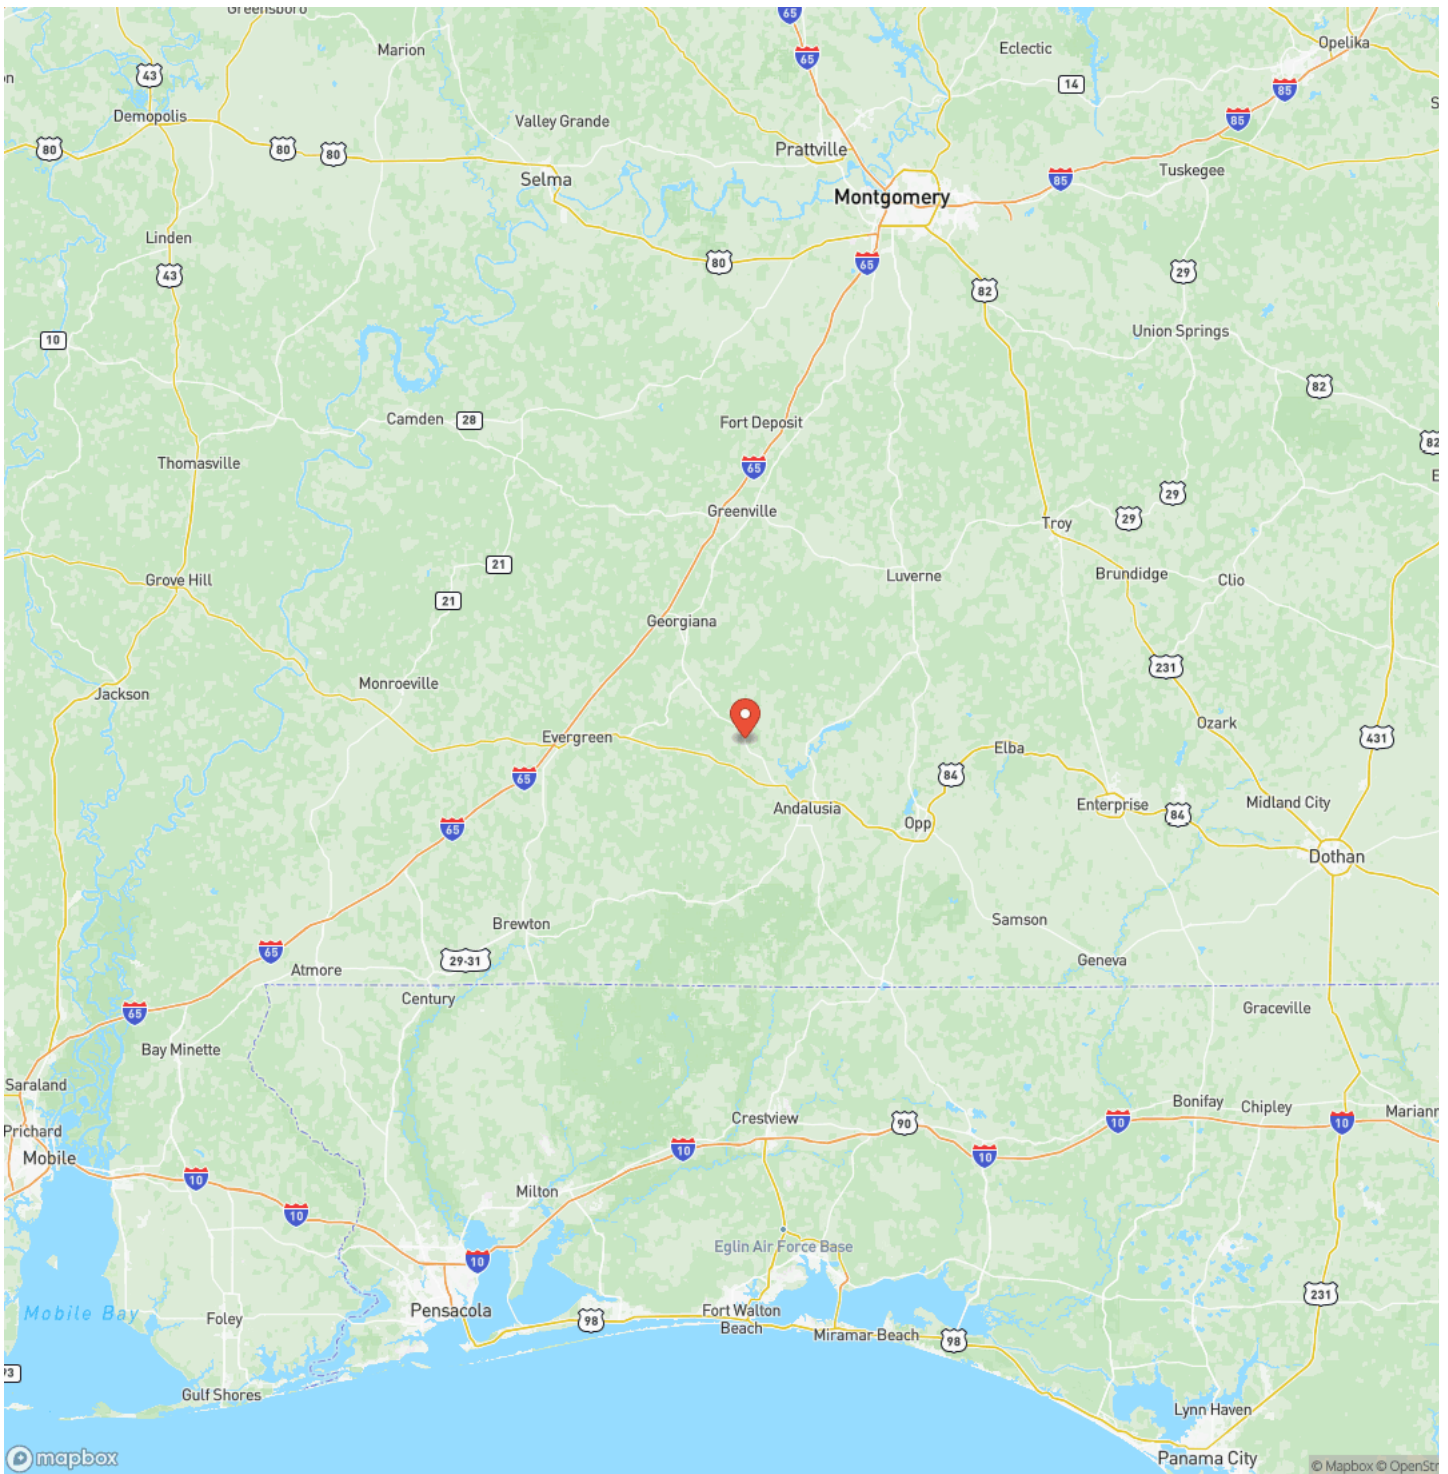 Greensboro
65
Marion
Eclectic
Opelika
65
43
14
85
Demopolis
Valley Grande
85
80
80
80
Prattville
Selma
85
Tuskegee
Montgomery
Linden
80
65
29
43
82
10
Union Springs
82
Camden
28
Fort Deposit
82
Thomasville
65
29
Greenville
29
Troy
21
Grove Hill
Luverne
Brundidge
Clio
21
Georgiana
231
Jackson
Monroeville
Ozark
Evergreen
431
Elba
65
84
Enterprise
Midland City
84
Andalusia
Opp
65
Dothan
Brewton
Samson
65
29-31
Geneva
Atmore
Century
65
Graceville
Bay Minette
Saraland
Bonifay
Chipley
Mariann
Crestview
90
10
10
Prichard
Mobile
10
10
10
Milton
10
Eglin Air Force Base
10
Mobile Bay
Foley
Pensacola
98
Fort Walton
Beach
231
Miramar Beach
98
93
Gulf Shores
Lynn Haven
mapbox
Panama City
© Mapbox © OpenStr